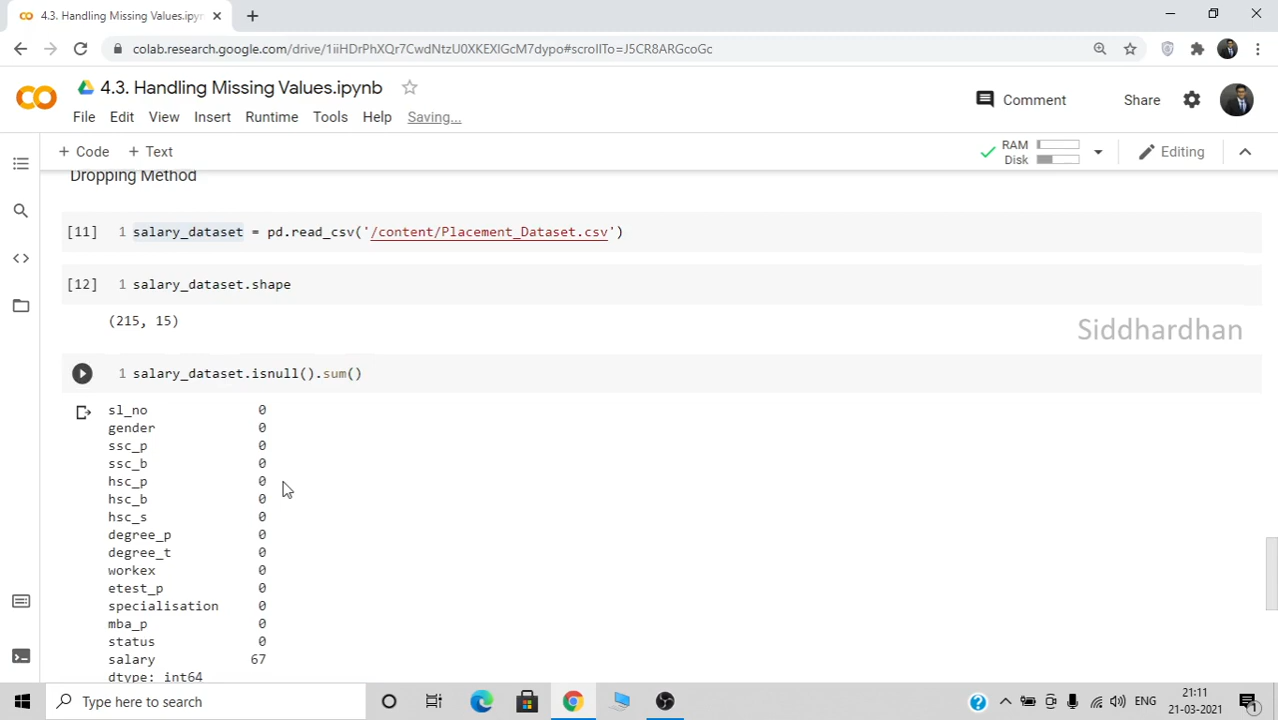 4.3. Handling Missing Values.ipyn
colab.research.google.com/drive/1iiHDrPhXQr7CwdNtzU0XKEXIGcM7dypo#scrollTo=J5CR8ARGcoGc
4.3. Handling Missing Values.ipynb
Comment
Share
File Edit View Insert Runtime Tools Help Saving...
+ Code + Text
RAM
Disk
Editing
Dropping Method
[11] 1 salary_dataset = pd.read_csv('/content/Placement_Dataset.csv')
[12] 1 salary_dataset.shape
(215, 15)
Siddhardhan
1 salary_dataset.isnull().sum()
sl_no 0
gender 0
ssc_p 0
ssc_b 0
hsc_p 0
hsc_b 0
hsc_s 0
degree_p 0
degree_t 0
workex 0
etest_p 0
specialisation 0
mba_p 0
status 0
salary 67
dtype: int64
Type here to search
ENG
21:11
21-03-2021